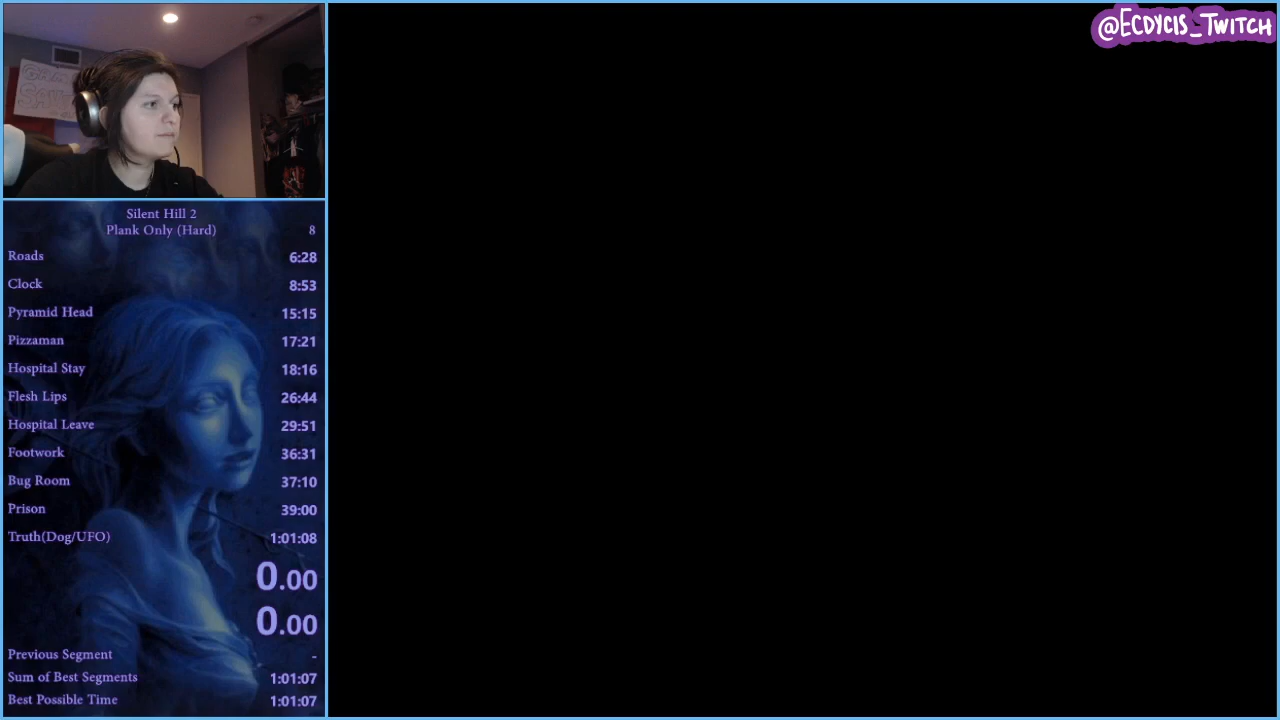 @ECDYCIS_TWITCH
Silent Hill 2
Plank Only (Hard) 8
Roads 6:28
Clock 8:53
Pyramid Head 15:15
Pizzaman 17:21
Hospital Stay 18:16
Flesh Lips 26:44
Hospital Leave 29:51
Footwork 36:31
Bug Room 37:10
Prison 39:00
Truth(Dog/UFO) 1:01:08
0.00
0.00
Previous Segment -
Sum of Best Segments 1:01:07
Best Possible Time 1:01:07